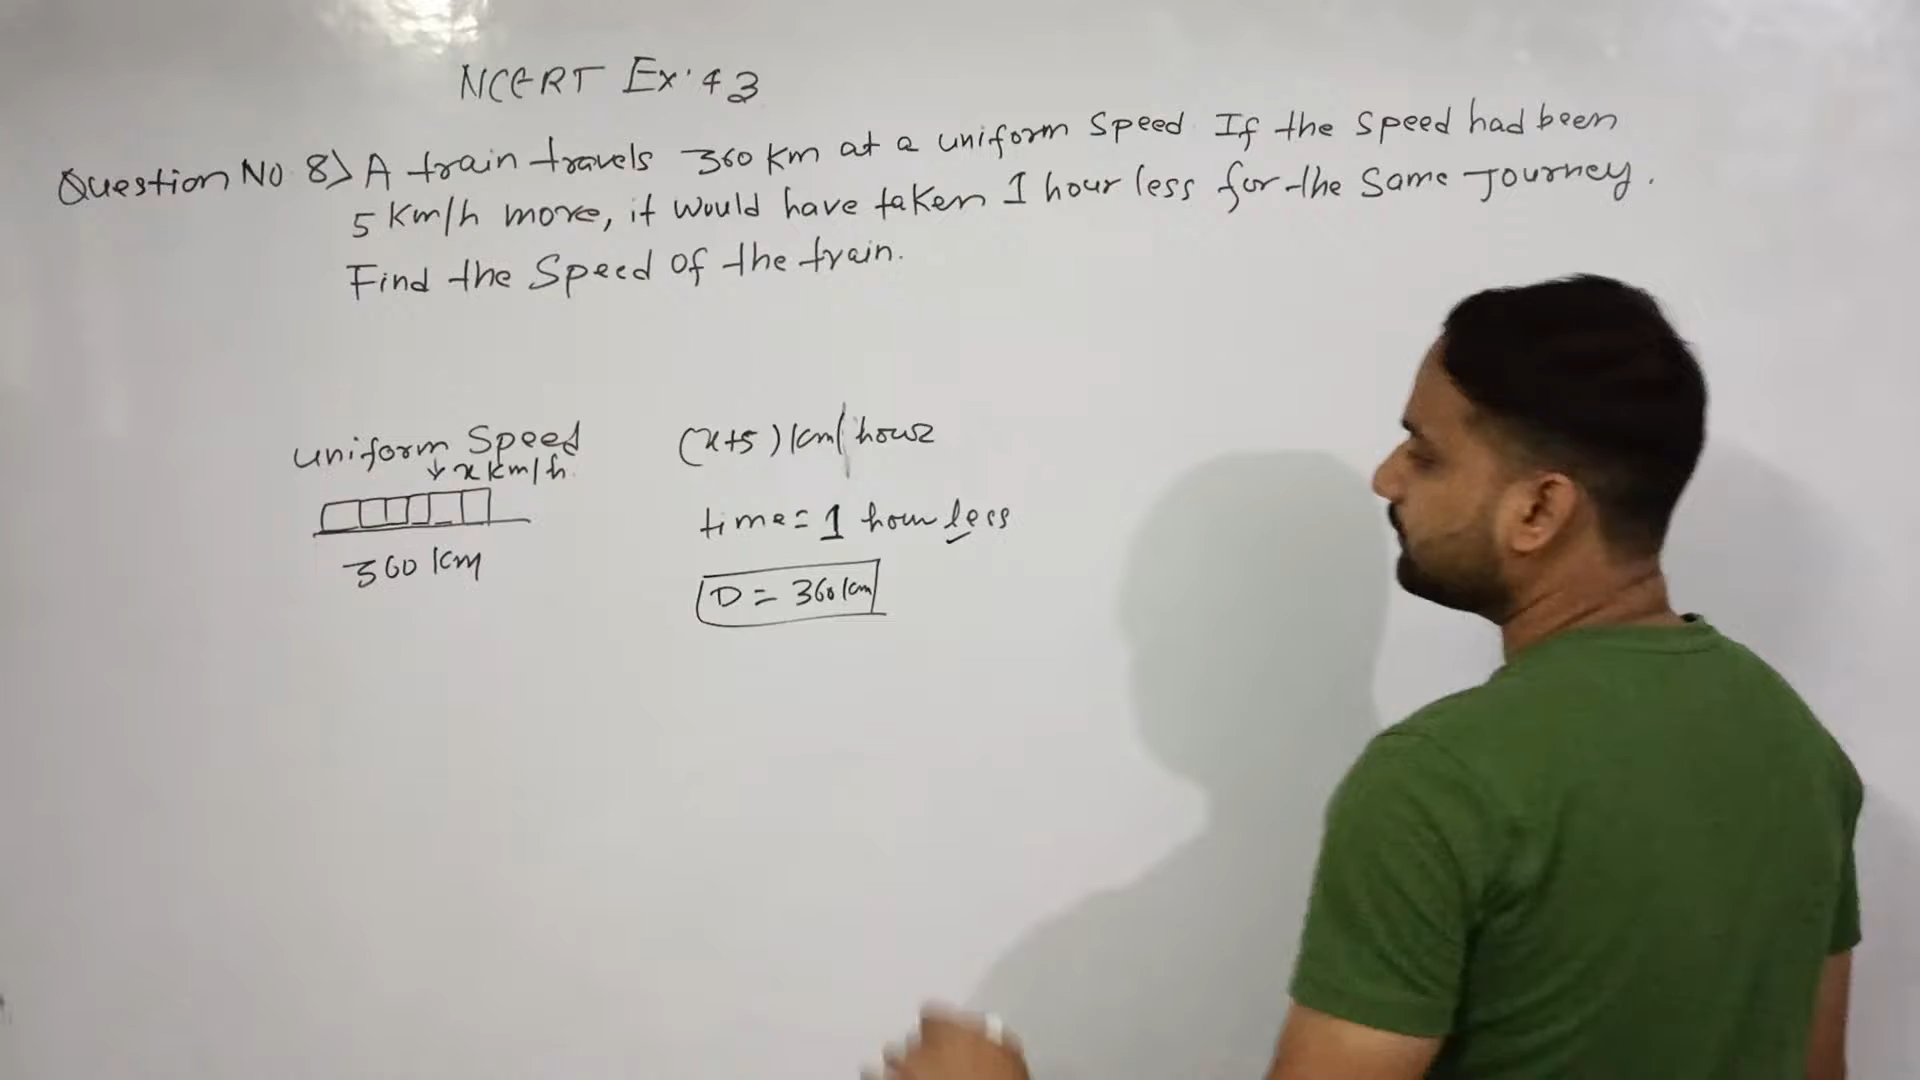 NCERT Ex. 4 3
Question No 8) A train travels 360 Km at a uniform Speed. If the speed had been
5 Km/h more, it would have taken 1 hour less for the Same Journey.
Find the Speed of the train.
uniform Speed
x km/h.
360 km
(x+5) km/hour
time = 1 hour less
D = 360 km